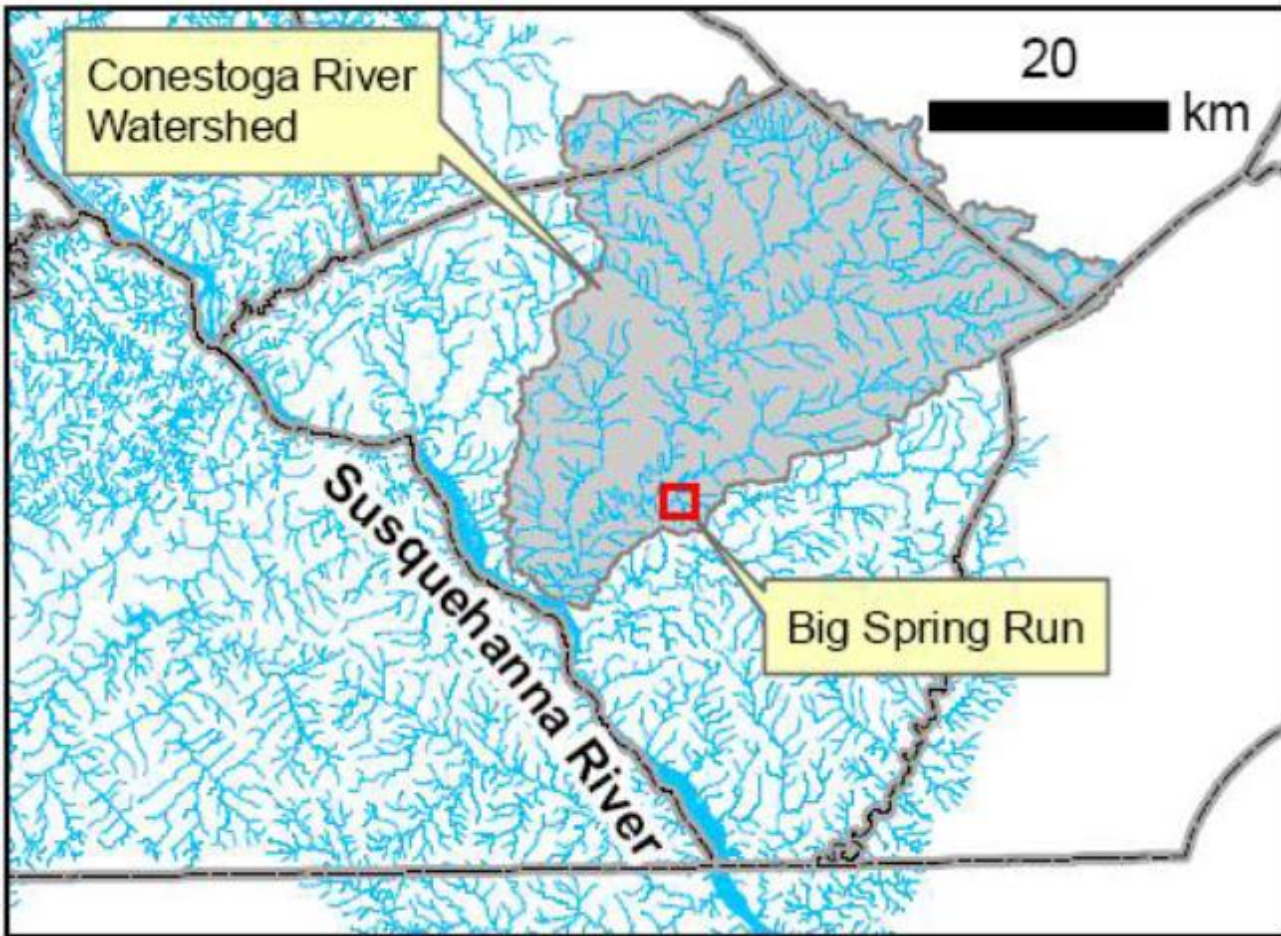 Conestoga River
Watershed
20
km
Susquehanna River
Big Spring Run